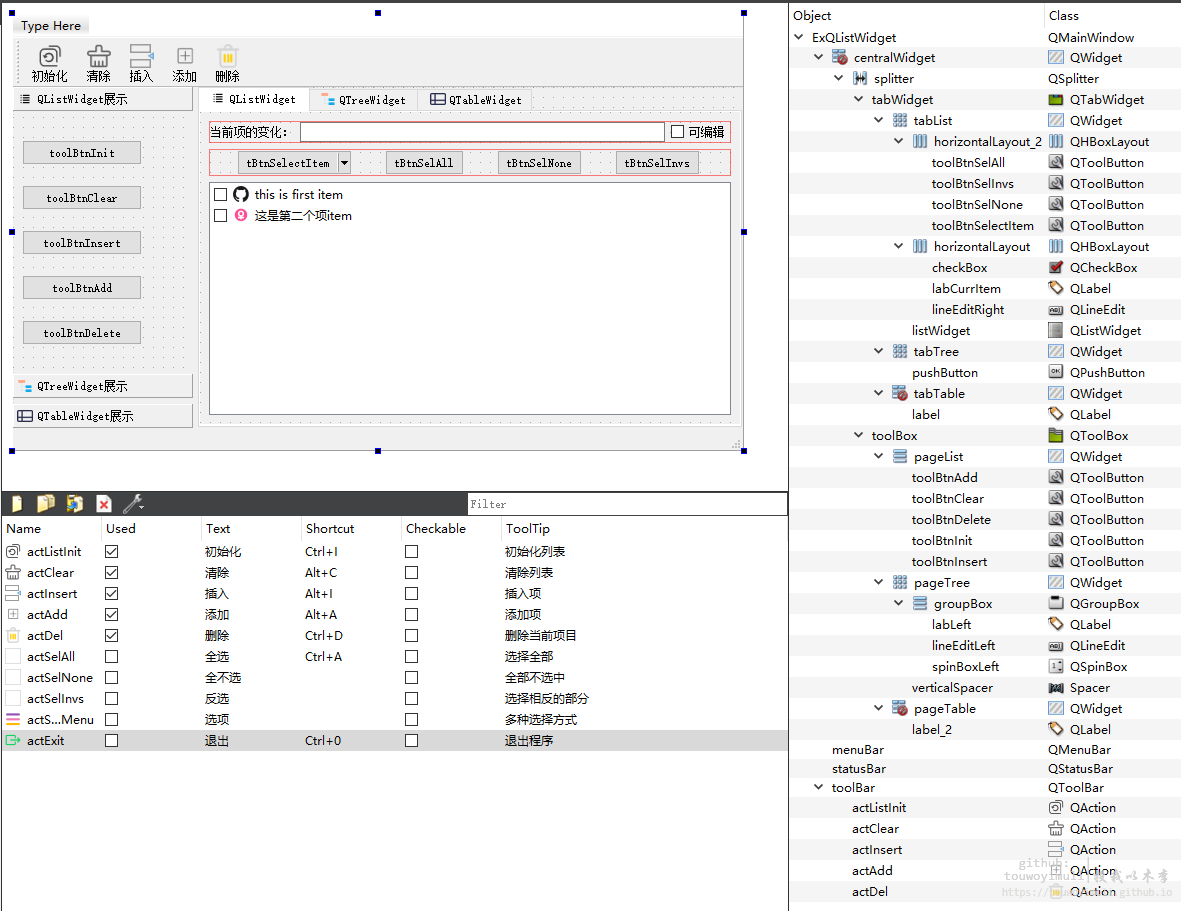 Type Here
初始化 清除 插入 添加 删除
QListWidget展示
toolBtnInit
toolBtnClear
toolBtnInsert
toolBtnAdd
toolBtnDelete
QTreeWidget展示
QTableWidget展示
QListWidget QTreeWidget QTableWidget
当前项的变化： 可编辑
tBtnSelectItem tBtnSelAll tBtnSelNone tBtnSelInvs
this is first item
这是第二个项item
Filter
Name Used Text Shortcut Checkable ToolTip
actListInit 初始化 Ctrl+I 初始化列表
actClear 清除 Alt+C 清除列表
actInsert 插入 Alt+I 插入项
actAdd 添加 Alt+A 添加项
actDel 删除 Ctrl+D 删除当前项目
actSelAll 全选 Ctrl+A 选择全部
actSelNone 全不选 全部不选中
actSelInvs 反选 选择相反的部分
actS...Menu 选项 多种选择方式
actExit 退出 Ctrl+0 退出程序
Object Class
ExQListWidget QMainWindow
centralWidget QWidget
splitter QSplitter
tabWidget QTabWidget
tabList QWidget
horizontalLayout_2 QHBoxLayout
toolBtnSelAll QToolButton
toolBtnSelInvs QToolButton
toolBtnSelNone QToolButton
toolBtnSelectItem QToolButton
horizontalLayout QHBoxLayout
checkBox QCheckBox
labCurrItem QLabel
lineEditRight QLineEdit
listWidget QListWidget
tabTree QWidget
pushButton QPushButton
tabTable QWidget
label QLabel
toolBox QToolBox
pageList QWidget
toolBtnAdd QToolButton
toolBtnClear QToolButton
toolBtnDelete QToolButton
toolBtnInit QToolButton
toolBtnInsert QToolButton
pageTree QWidget
groupBox QGroupBox
labLeft QLabel
lineEditLeft QLineEdit
spinBoxLeft QSpinBox
verticalSpacer Spacer
pageTable QWidget
label_2 QLabel
menuBar QMenuBar
statusBar QStatusBar
toolBar QToolBar
actListInit QAction
actClear QAction
actInsert QAction
actAdd QAction
actDel QAction
github: